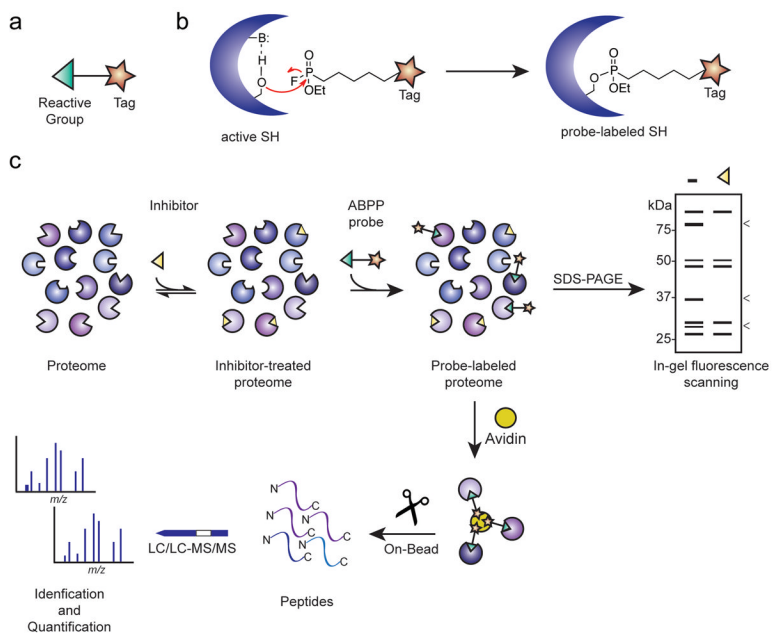 a
Reactive
Group
Tag
b
B:
H
O
O
F
P
OEt
Tag
active SH
O
O
P
OEt
Tag
probe-labeled SH
c
Inhibitor
ABPP
probe
Proteome
Inhibitor-treated
proteome
Probe-labeled
proteome
SDS-PAGE
kDa
75
50
37
25
<
<
<
In-gel fluorescence
scanning
Avidin
On-Bead
N
C
N
C
N
C
N
C
Peptides
LC/LC-MS/MS
m/z
m/z
Idenfication
and
Quantification